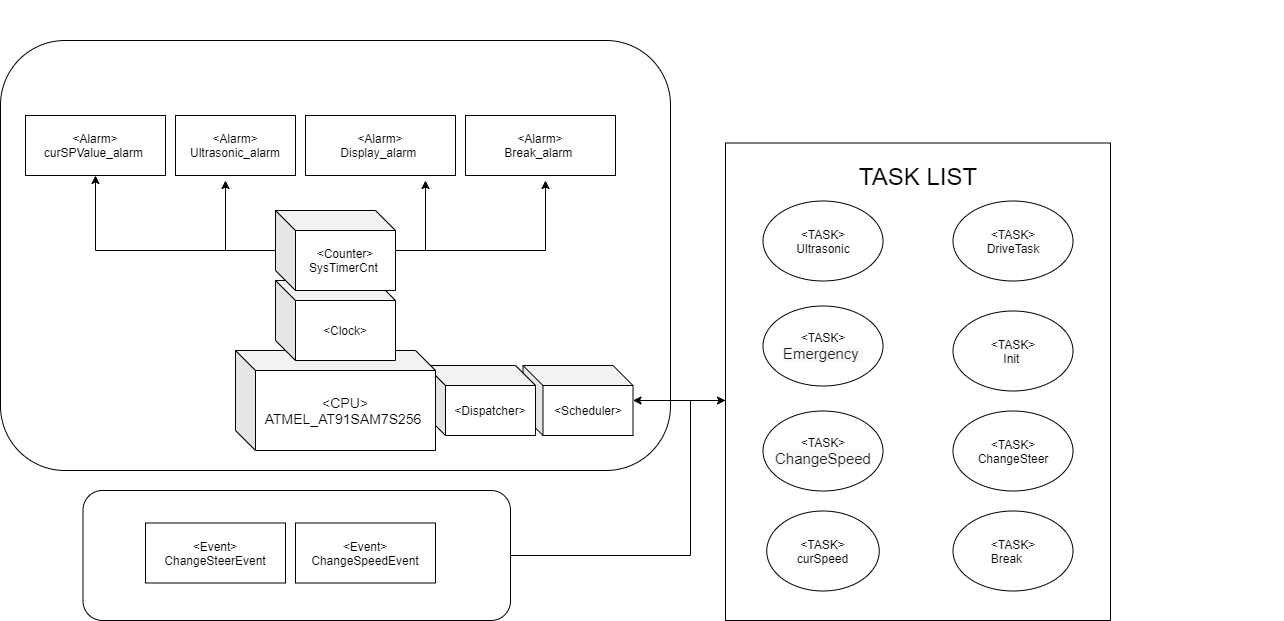 <Alarm>
curSPValue_alarm
<Alarm>
Ultrasonic_alarm
<Alarm>
Display_alarm
<Alarm>
Break_alarm
<Counter>
SysTimerCnt
<Clock>
<CPU>
ATMEL_AT91SAM7S256
<Dispatcher>
<Scheduler>
<Event>
ChangeSteerEvent
<Event>
ChangeSpeedEvent
TASK LIST
<TASK>
Ultrasonic
<TASK>
DriveTask
<TASK>
Emergency
<TASK>
Init
<TASK>
ChangeSpeed
<TASK>
ChangeSteer
<TASK>
curSpeed
<TASK>
Break